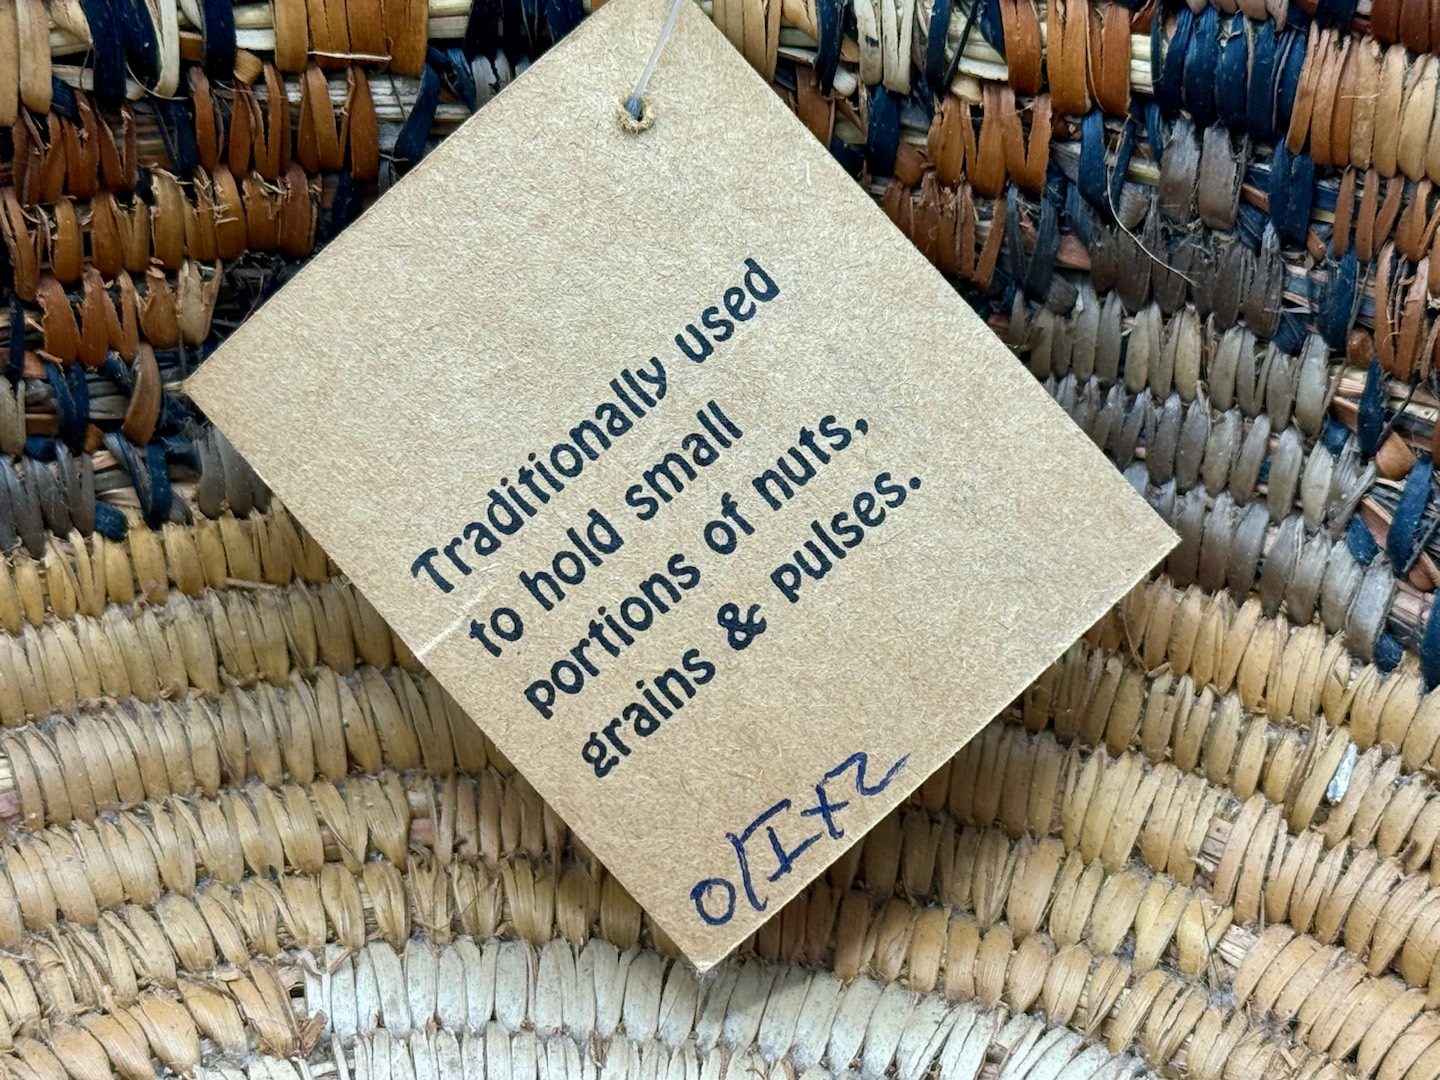 Traditionally used
to hold small
portions of nuts,
grains & pulses.